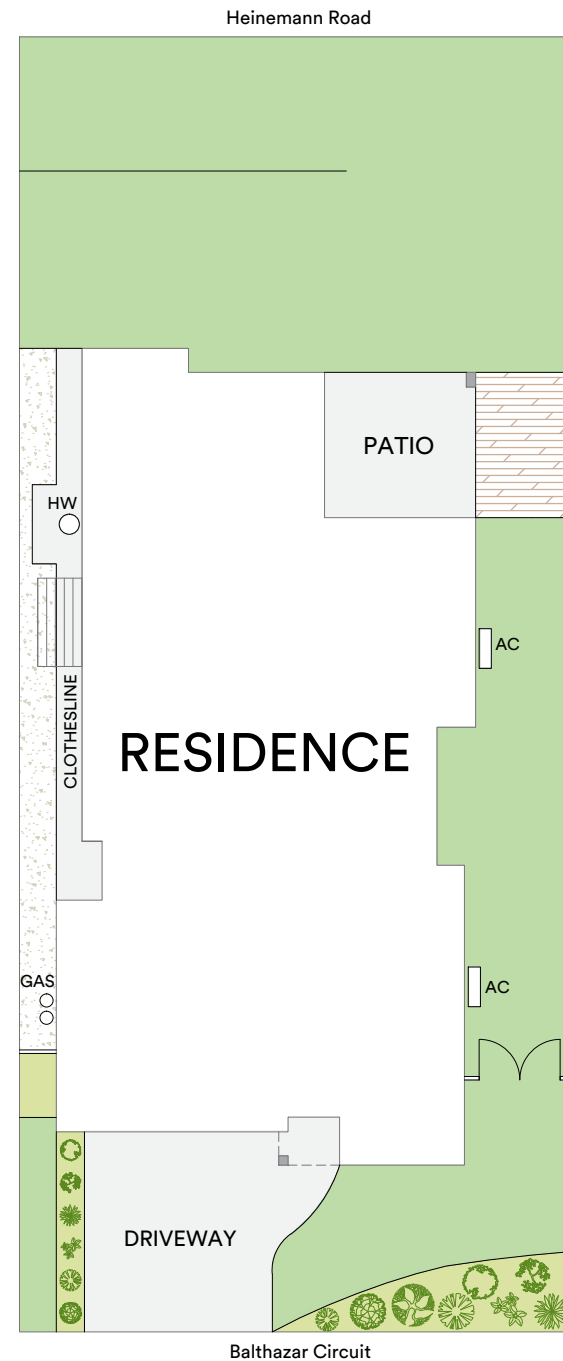 Heinemann Road
PATIO
HW
AC
CLOTHESLINE
RESIDENCE
GAS
AC
DRIVEWAY
Balthazar Circuit